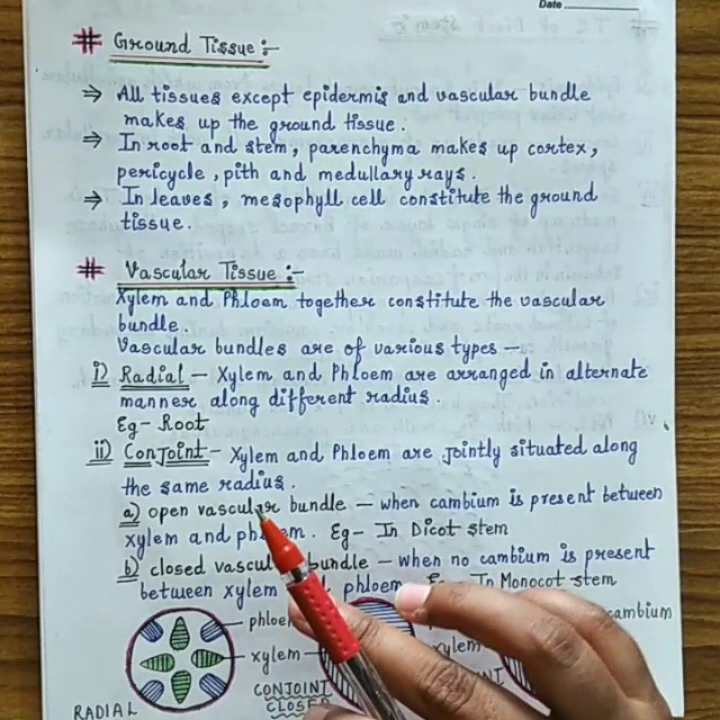 Date
# Ground Tissue :-
⇒ All tissues except epidermis and vascular bundle
makes up the ground tissue.
⇒ In root and stem, parenchyma makes up cortex,
pericycle, pith and medullary rays.
⇒ In leaves, mesophyll cell constitute the ground
tissue.
# Vascular Tissue :-
Xylem and Phloem together constitute the vascular
bundle.
Vascular bundles are of various types —
i) Radial – Xylem and Phloem are arranged in alternate
manner along different radius.
Eg- Root
ii) Conjoint – Xylem and Phloem are jointly situated along
the same radius.
a) open vascular bundle – when cambium is present between
xylem and phloem. Eg- In Dicot stem
b) closed vascular bundle – when no cambium is present
between xylem phloem. In Monocot stem
cambium
xylem
xylem
RADIAL
CONJOINT
CLOSED